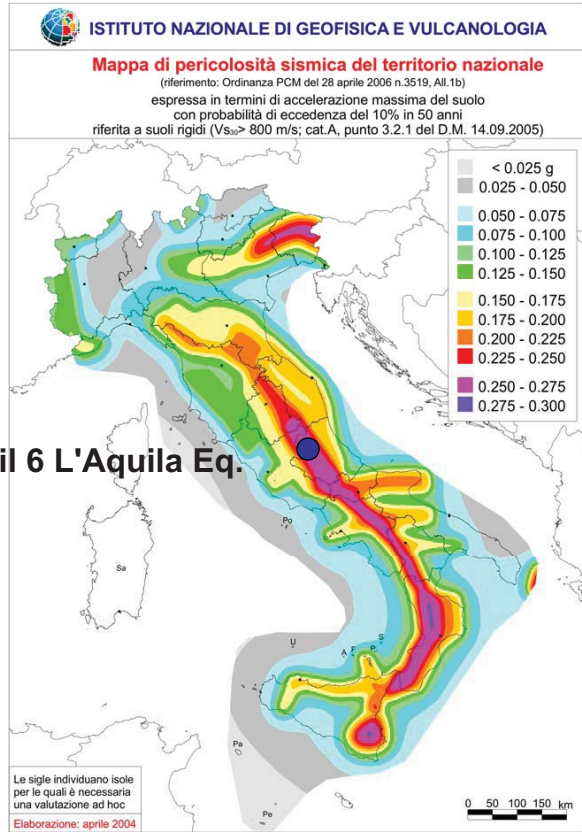 ISTITUTO NAZIONALE DI GEOFISICA E VULCANOLOGIA
Mappa di pericolosità sismica del territorio nazionale
(riferimento: Ordinanza PCM del 28 aprile 2006 n.3519, All.1b)
espressa in termini di accelerazione massima del suolo
con probabilità di eccedenza del 10% in 50 anni
riferita a suoli rigidi (Vs₃₀> 800 m/s; cat.A, punto 3.2.1 del D.M. 14.09.2005)
< 0.025 g
0.025 - 0.050
0.050 - 0.075
0.075 - 0.100
0.100 - 0.125
0.125 - 0.150
0.150 - 0.175
0.175 - 0.200
0.200 - 0.225
0.225 - 0.250
0.250 - 0.275
0.275 - 0.300
il 6 L'Aquila Eq.
Po
Sa
U
A F P S
Pa
Pe
Le sigle individuano isole
per le quali è necessaria
una valutazione ad hoc
Elaborazione: aprile 2004
0 50 100 150 km